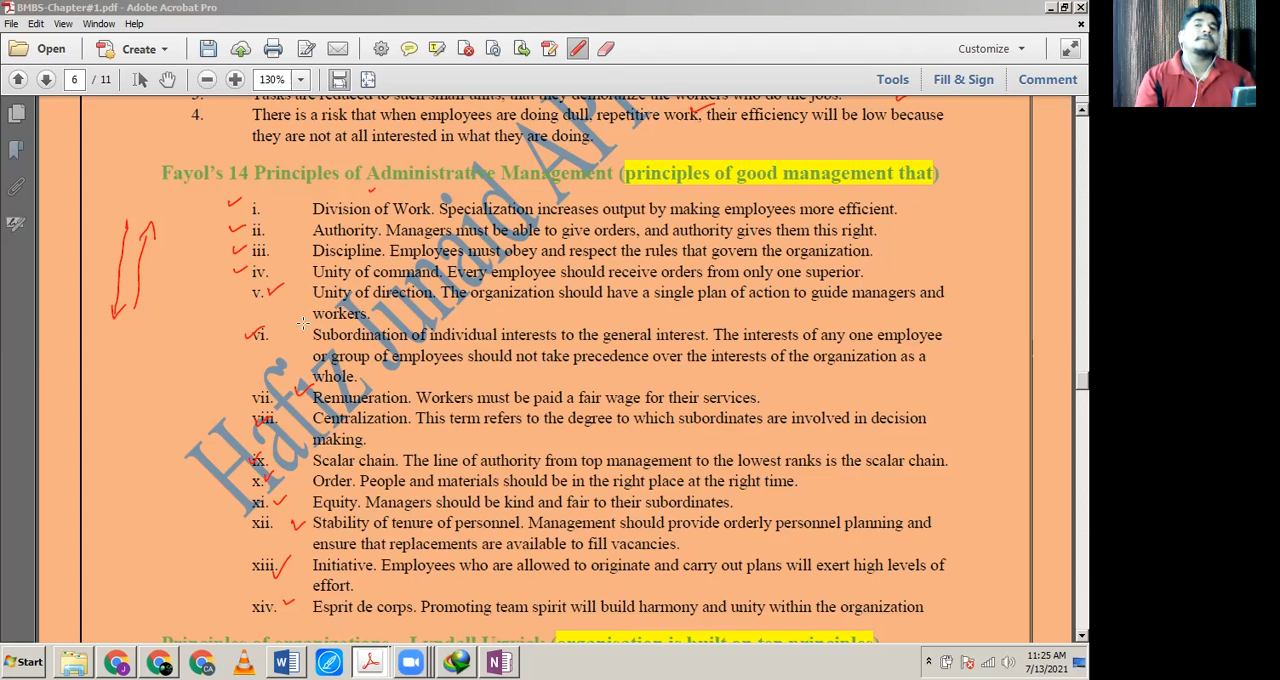 BMBS-Chapter#1.pdf - Adobe Acrobat Pro
File Edit View Window Help
Open Create Customize
6 / 11 130% Tools Fill & Sign Comment
4. There is a risk that when employees are doing dull, repetitive work, their efficiency will be low because
they are not at all interested in what they are doing.
Fayol's 14 Principles of Administrative Management (principles of good management that)
i. Division of Work. Specialization increases output by making employees more efficient.
ii. Authority. Managers must be able to give orders, and authority gives them this right.
iii. Discipline. Employees must obey and respect the rules that govern the organization.
iv. Unity of command. Every employee should receive orders from only one superior.
v. Unity of direction. The organization should have a single plan of action to guide managers and
workers.
vi. Subordination of individual interests to the general interest. The interests of any one employee
or group of employees should not take precedence over the interests of the organization as a
whole.
vii. Remuneration. Workers must be paid a fair wage for their services.
viii. Centralization. This term refers to the degree to which subordinates are involved in decision
making.
ix. Scalar chain. The line of authority from top management to the lowest ranks is the scalar chain.
x. Order. People and materials should be in the right place at the right time.
xi. Equity. Managers should be kind and fair to their subordinates.
xii. Stability of tenure of personnel. Management should provide orderly personnel planning and
ensure that replacements are available to fill vacancies.
xiii. Initiative. Employees who are allowed to originate and carry out plans will exert high levels of
effort.
xiv. Esprit de corps. Promoting team spirit will build harmony and unity within the organization
Hafiz Junaid
Start
11:25 AM
7/13/2021